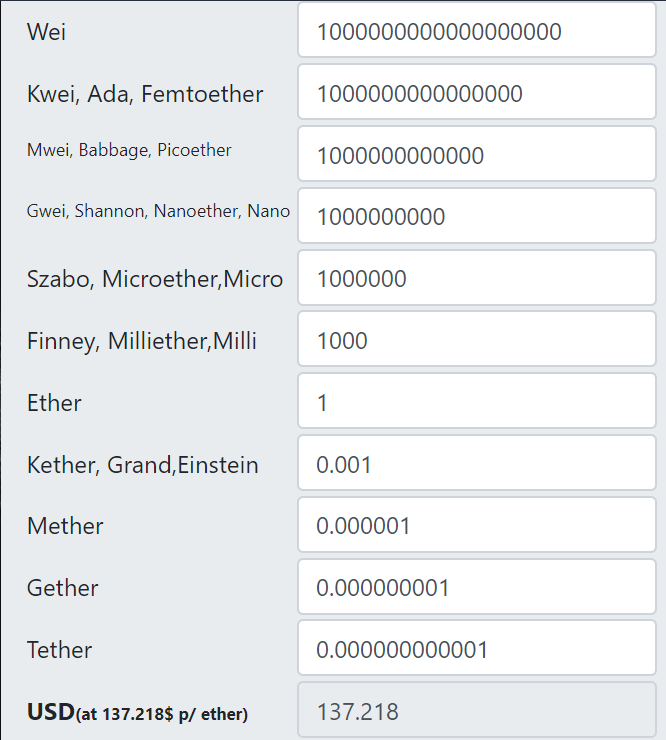 Wei 1000000000000000000
Kwei, Ada, Femtoether 1000000000000000
Mwei, Babbage, Picoether 1000000000000
Gwei, Shannon, Nanoether, Nano 1000000000
Szabo, Microether,Micro 1000000
Finney, Milliether,Milli 1000
Ether 1
Kether, Grand,Einstein 0.001
Mether 0.000001
Gether 0.000000001
Tether 0.000000000001
USD(at 137.218$ p/ ether) 137.218